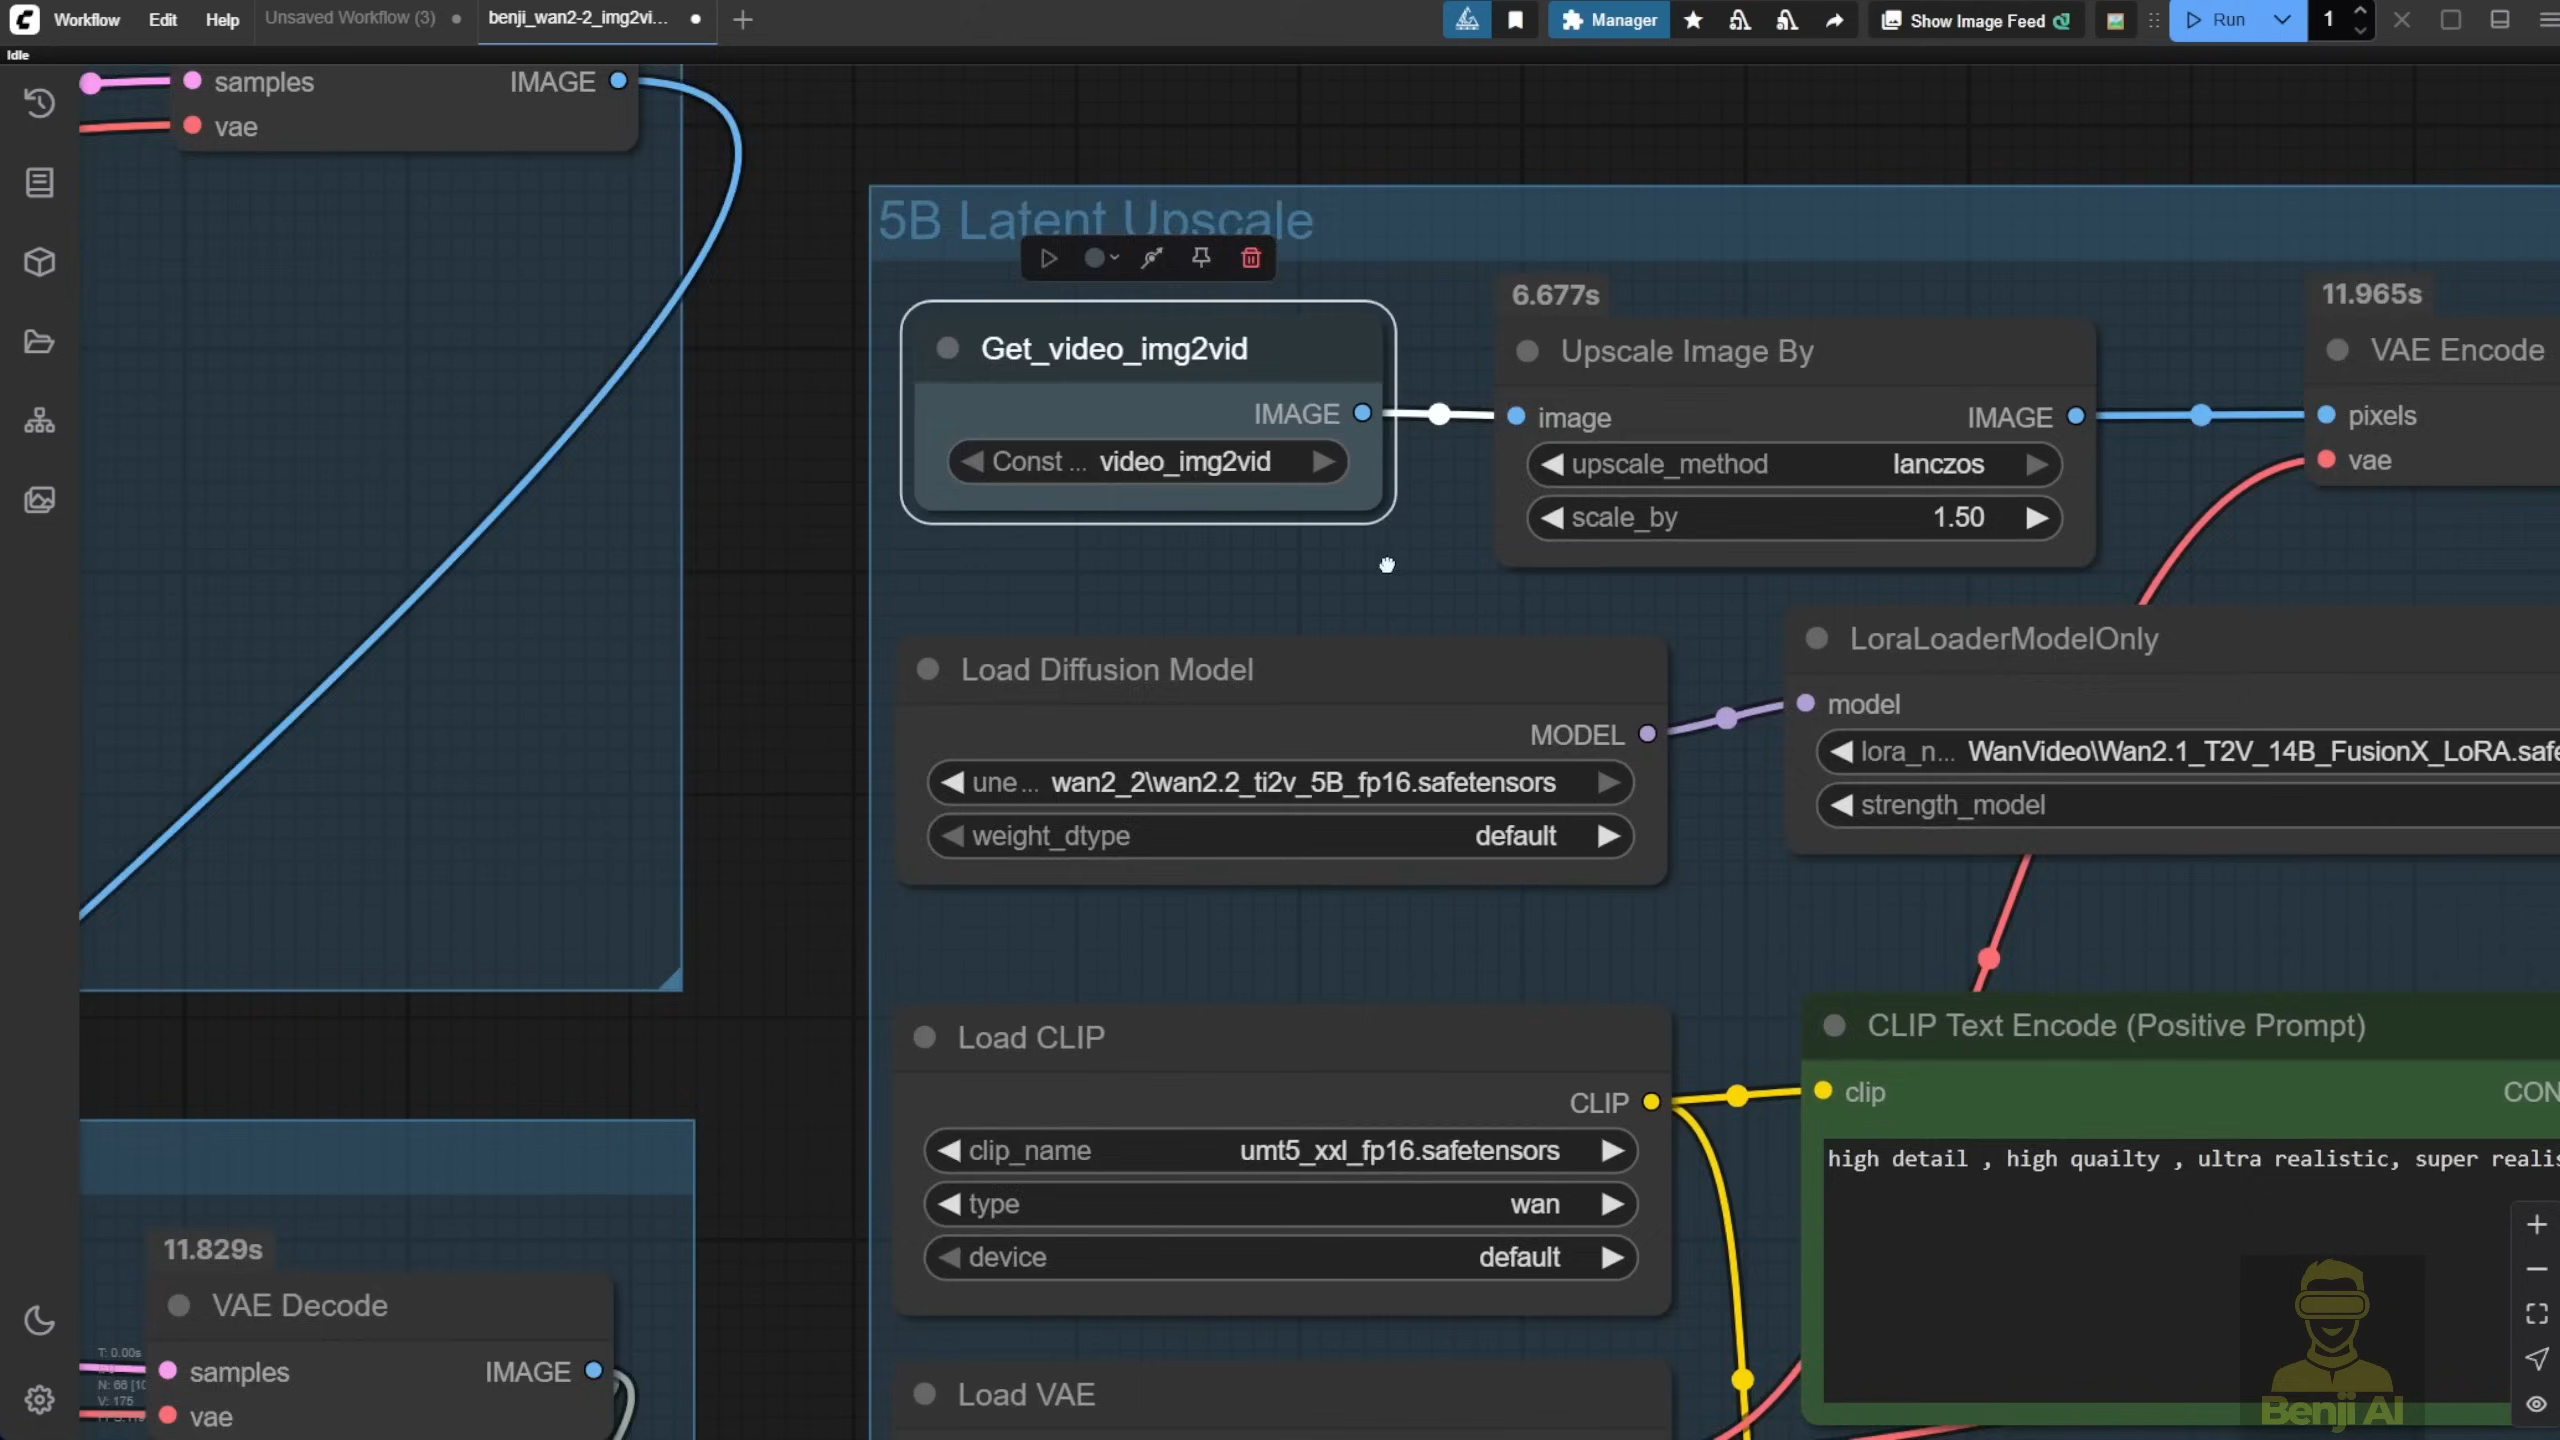 Workflow Edit Help Unsaved Workflow (3) benji_wan2-2_img2vi...
Manager Show Image Feed Run 1
Idle
samples IMAGE
vae
5B Latent Upscale
Get_video_img2vid
IMAGE
Const ... video_img2vid
6.677s
Upscale Image By
image IMAGE
upscale_method lanczos
scale_by 1.50
11.965s
VAE Encode
pixels
vae
Load Diffusion Model
MODEL
une ... wan2_2\wan2.2_ti2v_5B_fp16.safetensors
weight_dtype default
LoraLoaderModelOnly
model
lora_n... WanVideo\Wan2.1_T2V_14B_FusionX_LoRA.safe
strength_model
Load CLIP
CLIP
clip_name umt5_xxl_fp16.safetensors
type wan
device default
CLIP Text Encode (Positive Prompt)
clip CON
high detail , high quailty , ultra realistic, super realis
11.829s
VAE Decode
samples IMAGE
vae
T: 0.00s
V: 175
Load VAE
Benji AI